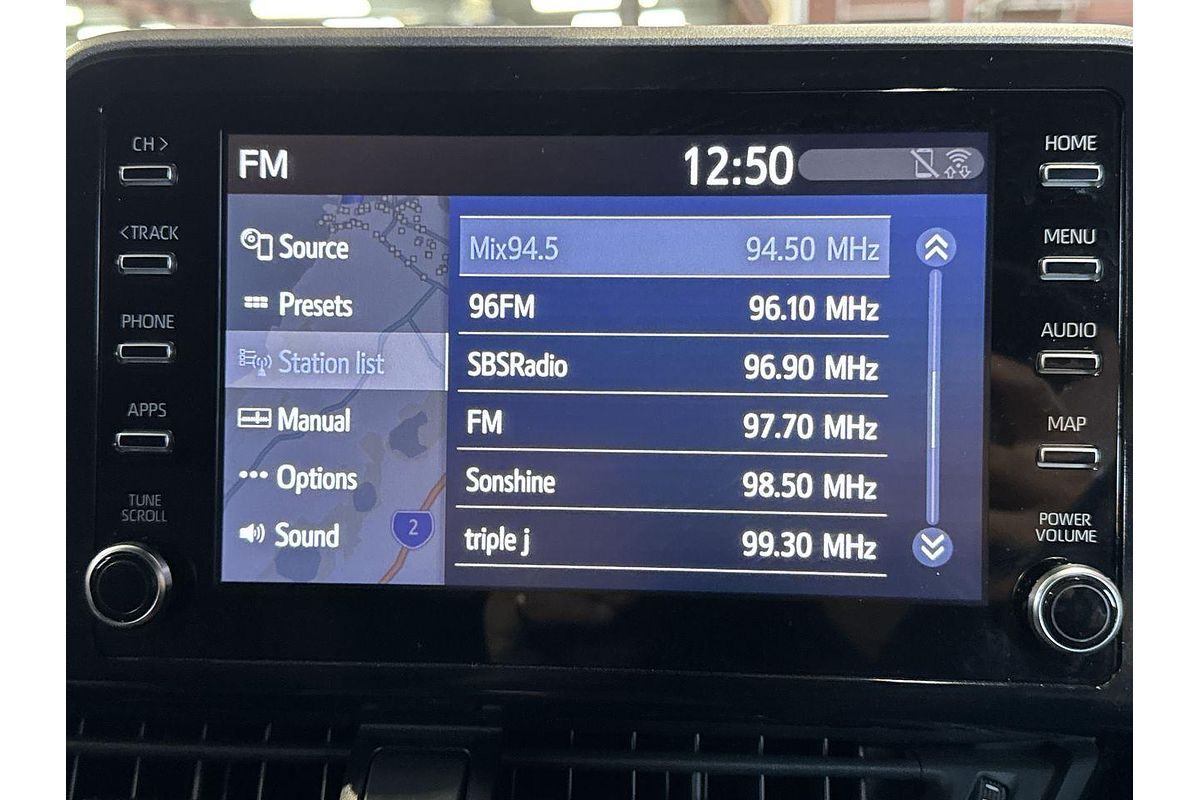 CH >
<TRACK
PHONE
APPS
TUNE
SCROLL
FM
12:50
Source
Presets
Station list
Manual
Options
Sound
2
Mix94.5 94.50 MHz
96FM 96.10 MHz
SBSRadio 96.90 MHz
FM 97.70 MHz
Sonshine 98.50 MHz
triple j 99.30 MHz
HOME
MENU
AUDIO
MAP
POWER
VOLUME